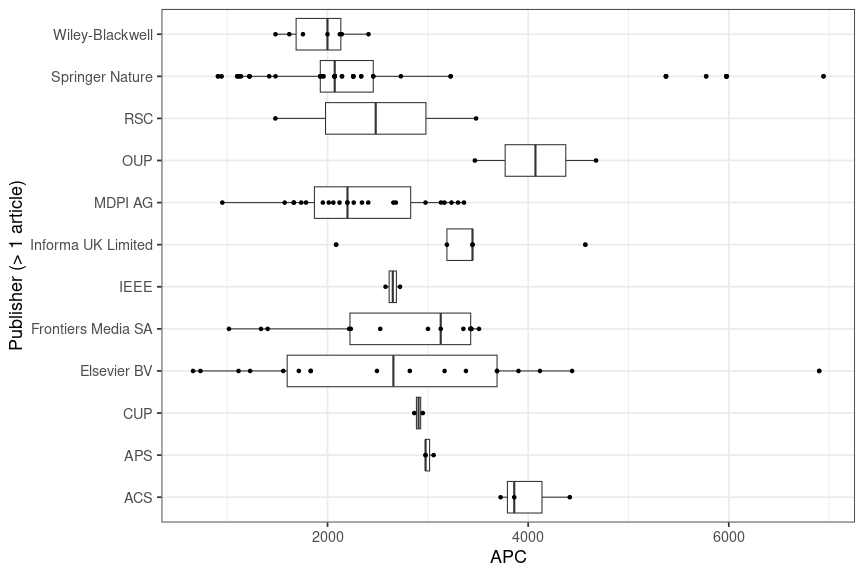 Publisher (> 1 article)
Wiley-Blackwell
Springer Nature
RSC
OUP
MDPI AG
Informa UK Limited
IEEE
Frontiers Media SA
Elsevier BV
CUP
APS
ACS
2000 4000 6000
APC